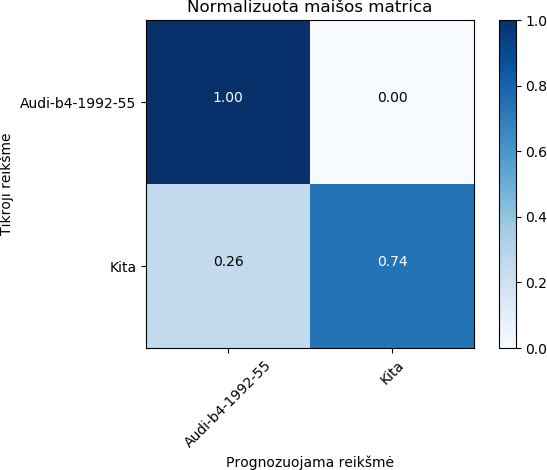 Normalizuota maišos matrica
Tikroji reikšmė
Audi-b4-1992-55
Kita
1.00
0.00
0.26
0.74
Audi-b4-1992-55
Kita
Prognozuojama reikšmė
1.0
0.8
0.6
0.4
0.2
0.0